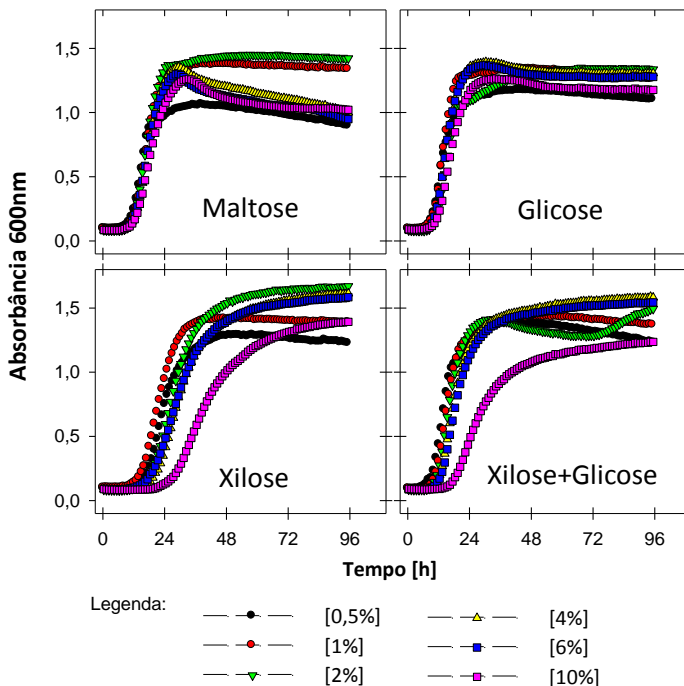 Absorbância 600nm
1,5
1,0
0,5
0,0
Maltose
Glicose
1,5
1,0
0,5
0,0
Xilose
Xilose+Glicose
0 24 48 72 96
0 24 48 72 96
Tempo [h]
Legenda:
[0,5%]
[4%]
[1%]
[6%]
[2%]
[10%]